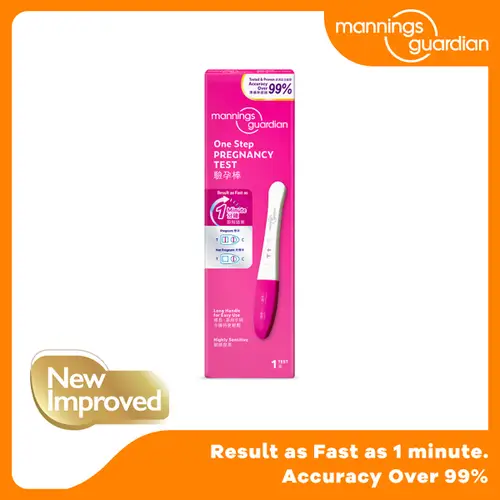 mannings
guardian
Tested & Proven
Accuracy
Over 99%
mannings
guardian
One Step
PREGNANCY
TEST
驗孕棒
Result as Fast as
1 Minute
Pregnant
T C
Not Pregnant
T C
Long Handle
for Easy Use
Highly Sensitive
1 TEST
New
Improved
Result as Fast as 1 minute.
Accuracy Over 99%